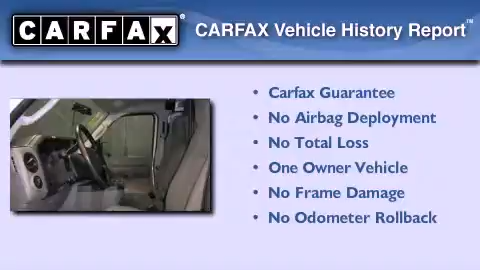 CARFAX® CARFAX Vehicle History Report™
• Carfax Guarantee
• No Airbag Deployment
• No Total Loss
• One Owner Vehicle
• No Frame Damage
• No Odometer Rollback